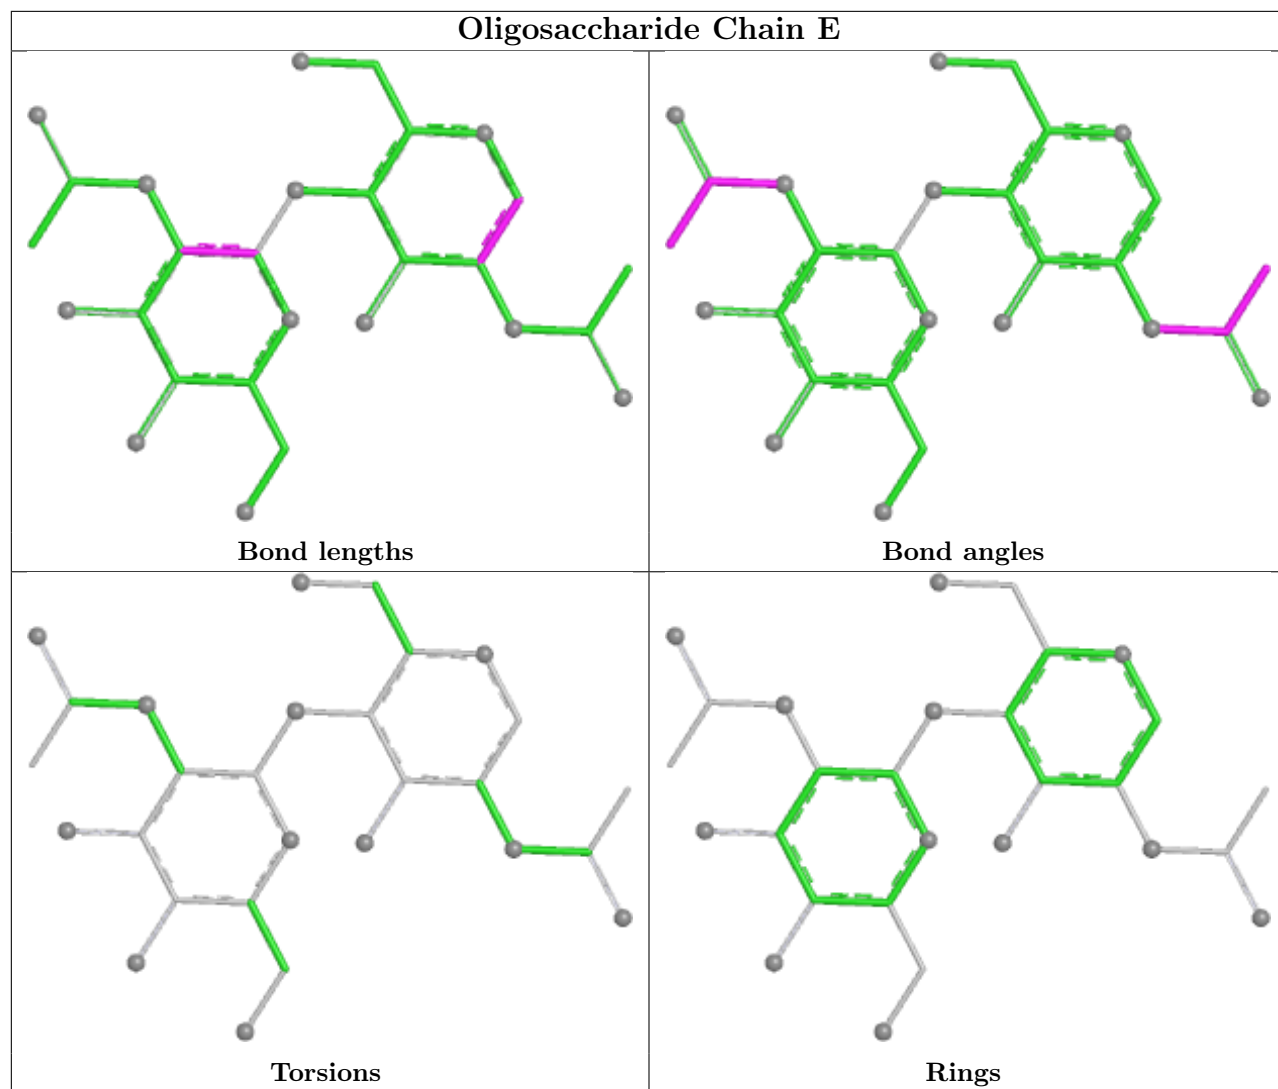 Oligosaccharide Chain E
Bond lengths
Bond angles
Torsions
Rings